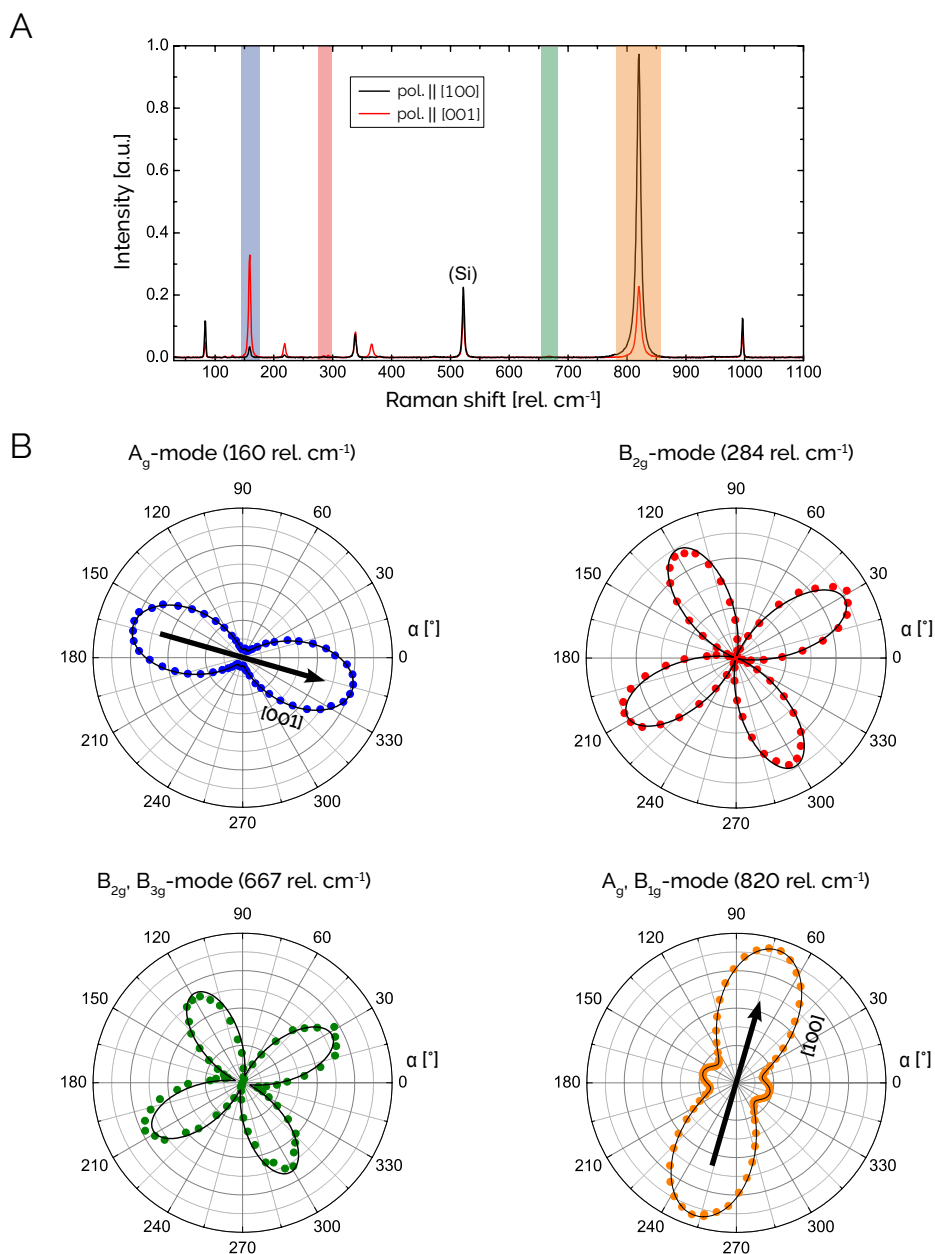 A
1.0
0.8
0.6
0.4
0.2
0.0
Intensity [a.u.]
pol. || [100]
pol. || [001]
(Si)
100 200 300 400 500 600 700 800 900 1000 1100
Raman shift [rel. cm⁻¹]
B
A_g-mode (160 rel. cm⁻¹)
90
120 60
150 30
α [°]
180 0
[001]
210 330
240 300
270
B_2g-mode (284 rel. cm⁻¹)
90
120 60
150 30
α [°]
180 0
210 330
240 300
270
B_2g, B_3g-mode (667 rel. cm⁻¹)
90
120 60
150 30
α [°]
180 0
210 330
240 300
270
A_g, B_1g-mode (820 rel. cm⁻¹)
90
120 60
150 30
[100]
α [°]
180 0
210 330
240 300
270